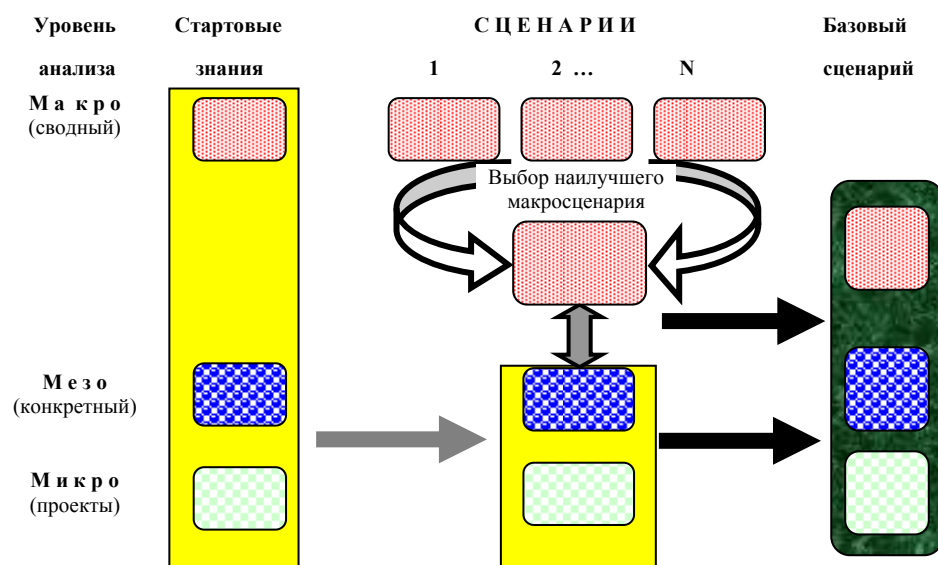 Уровень Стартовые С Ц Е Н А Р И И Базовый
анализа знания 1 2 … N сценарий
М а к р о
(сводный)
Выбор наилучшего
макросценария
М е з о
(конкретный)
М и к р о
(проекты)